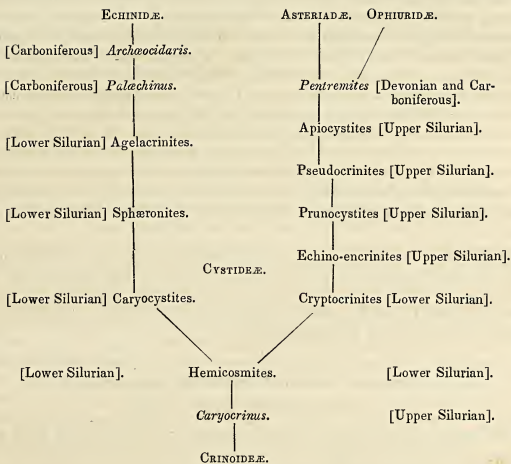 ECHINIDÆ. ASTERIADÆ. OPHIURIDÆ.
[Carboniferous] Archæocidaris.
[Carboniferous] Palæchinus. Pentremites [Devonian and Car-
boniferous].
Apiocystites [Upper Silurian].
[Lower Silurian] Agelacrinites.
Pseudocrinites [Upper Silurian].
[Lower Silurian] Sphæronites. Prunocystites [Upper Silurian].
Echino-encrinites [Upper Silurian].
CYSTIDEÆ.
[Lower Silurian] Caryocystites. Cryptocrinites [Lower Silurian].
[Lower Silurian]. Hemicosmites. [Lower Silurian].
Caryocrinus. [Upper Silurian].
CRINOIDEÆ.